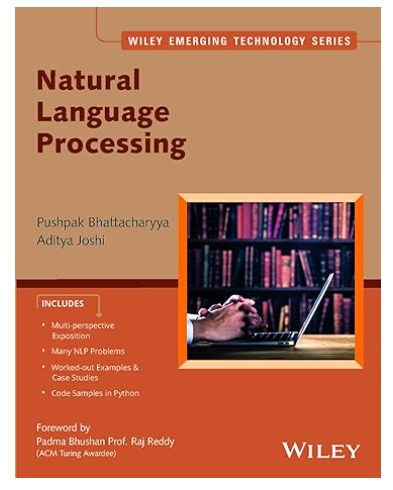 WILEY EMERGING TECHNOLOGY SERIES
Natural
Language
Processing
Pushpak Bhattacharyya
Aditya Joshi
INCLUDES
• Multi-perspective
Exposition
• Many NLP Problems
• Worked-out Examples &
Case Studies
• Code Samples in Python
Foreword by
Padma Bhushan Prof. Raj Reddy
(ACM Turing Awardee)
WILEY